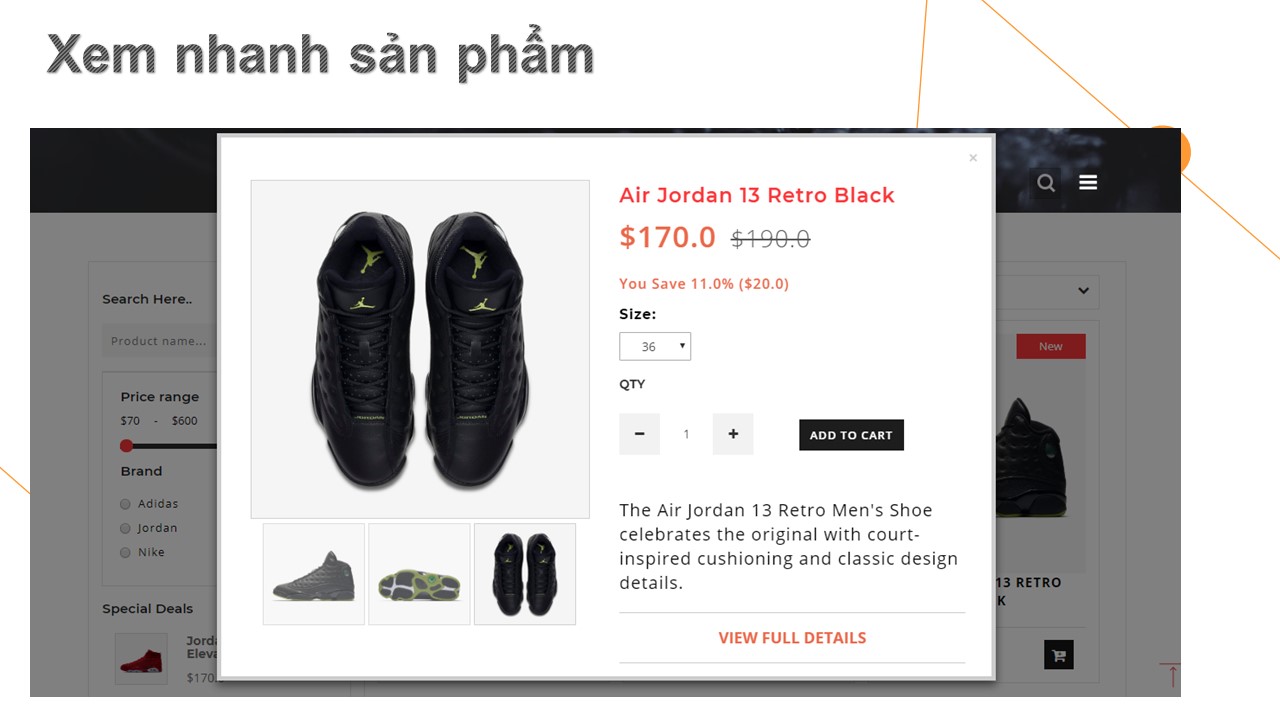 Xem nhanh sản phẩm
×
Air Jordan 13 Retro Black
$170.0 $190.0
You Save 11.0% ($20.0)
Size:
36
QTY
− 1 +
ADD TO CART
The Air Jordan 13 Retro Men's Shoe
celebrates the original with court-
inspired cushioning and classic design
details.
VIEW FULL DETAILS
Search Here..
Product name...
Price range
$70 - $600
Brand
Adidas
Jordan
Nike
Special Deals
Jorda
Eleva
$170.
New
13 RETRO
K